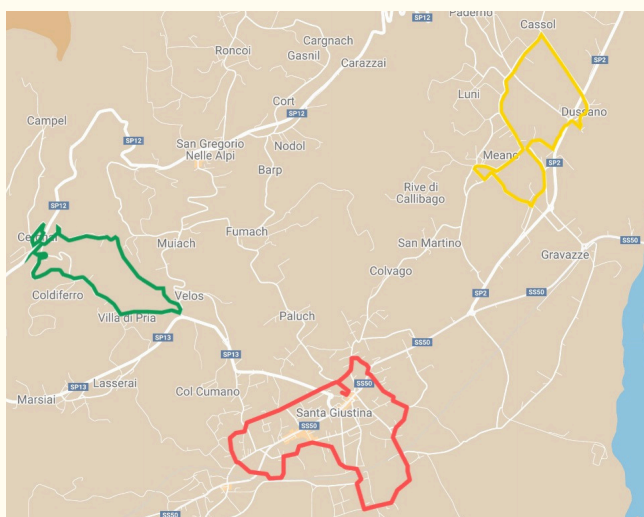 Paderno
SP12
Cassol
Cargnach
Roncoi
Gasnil
Carazzai
SP2
Luni
Cort
Dussano
Campel
SP12
San Gregorio
Nelle Alpi
Nodol
Meano
SP2
Barp
Rive di
Callibago
SP12
Fumach
Muiach
San Martino
SS50
Gravazze
Colvago
Coldiferro
Velos
SP2
SS50
Villa di Pria
Paluch
SP13
SS50
SP13
Lasserai
SP13
Col Cumano
SS50
Marsiai
Santa Giustina
SS50
SS50